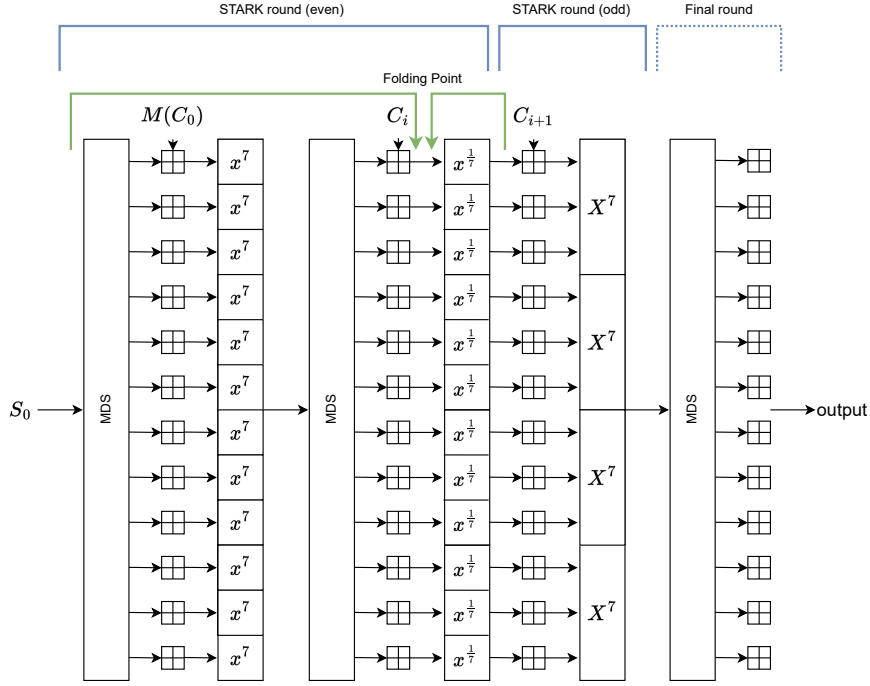 STARK round (even)
STARK round (odd)
Final round
Folding Point
M(C₀)
Cᵢ
Cᵢ₊₁
x⁷
x^{1/7}
x⁷
x^{1/7}
X⁷
x⁷
x^{1/7}
x⁷
x^{1/7}
x⁷
x^{1/7}
X⁷
x⁷
x^{1/7}
S₀
MDS
MDS
MDS
output
x⁷
x^{1/7}
x⁷
x^{1/7}
X⁷
x⁷
x^{1/7}
x⁷
x^{1/7}
x⁷
x^{1/7}
X⁷
x⁷
x^{1/7}